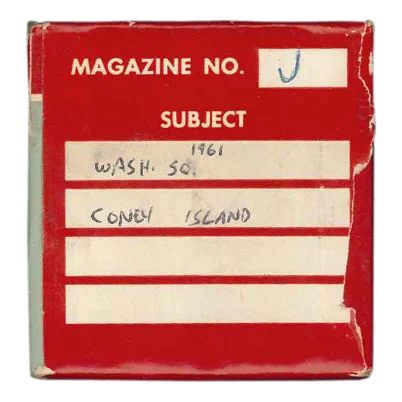 MAGAZINE NO. J
SUBJECT
1961
WASH. SQ.
CONEY ISLAND